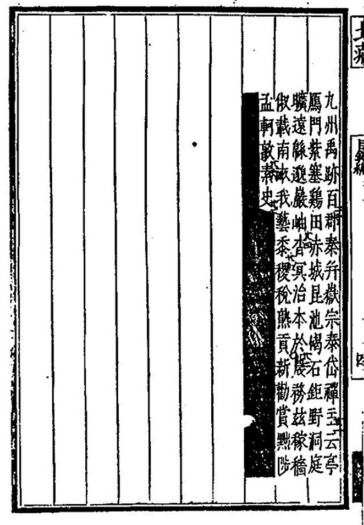 九州禹跡百郡秦并嶽宗泰岱禪主云亭
鴈門紫塞鷄田赤城昆池碣石鉅野洞庭
曠遠緜邈巖岫杳冥治本於農務玆稼穡
俶載南畝我藝黍稷稅熟貢新勸賞黜陟
孟軻敦素史